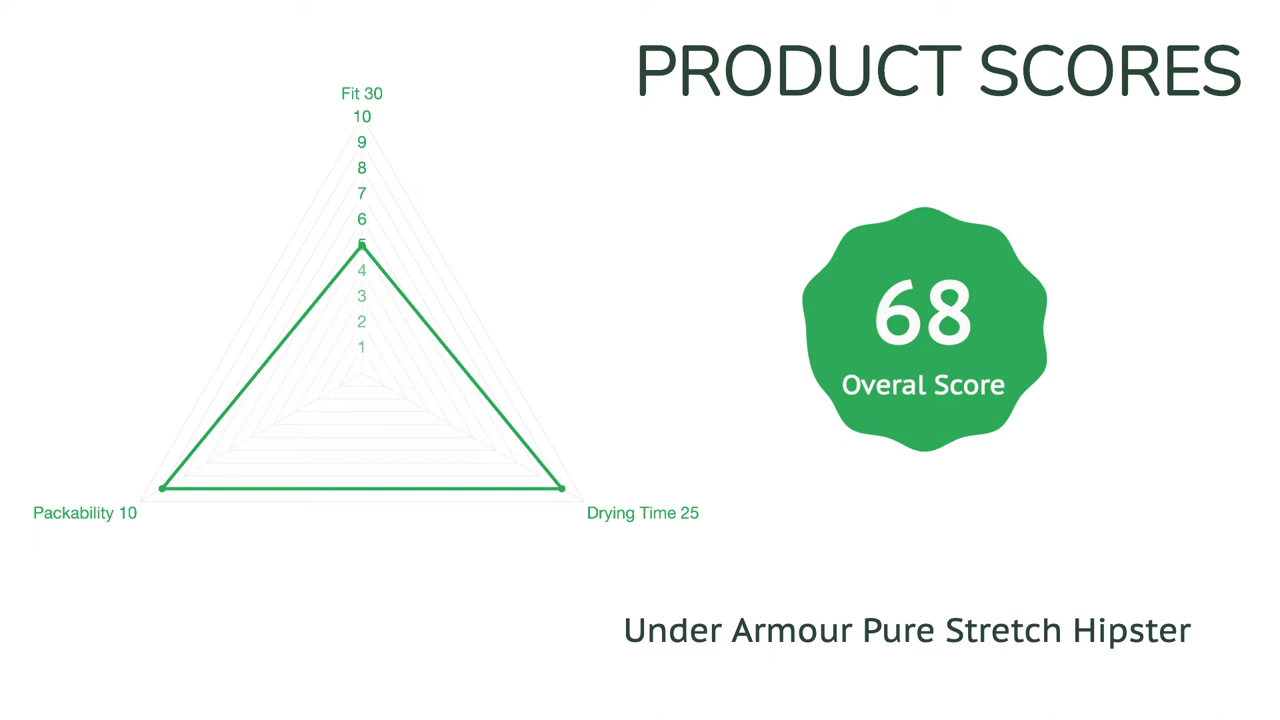 PRODUCT SCORES
Fit 30
10
9
8
7
6
5
4
3
2
1
Packability 10
Drying Time 25
68
Overal Score
Under Armour Pure Stretch Hipster